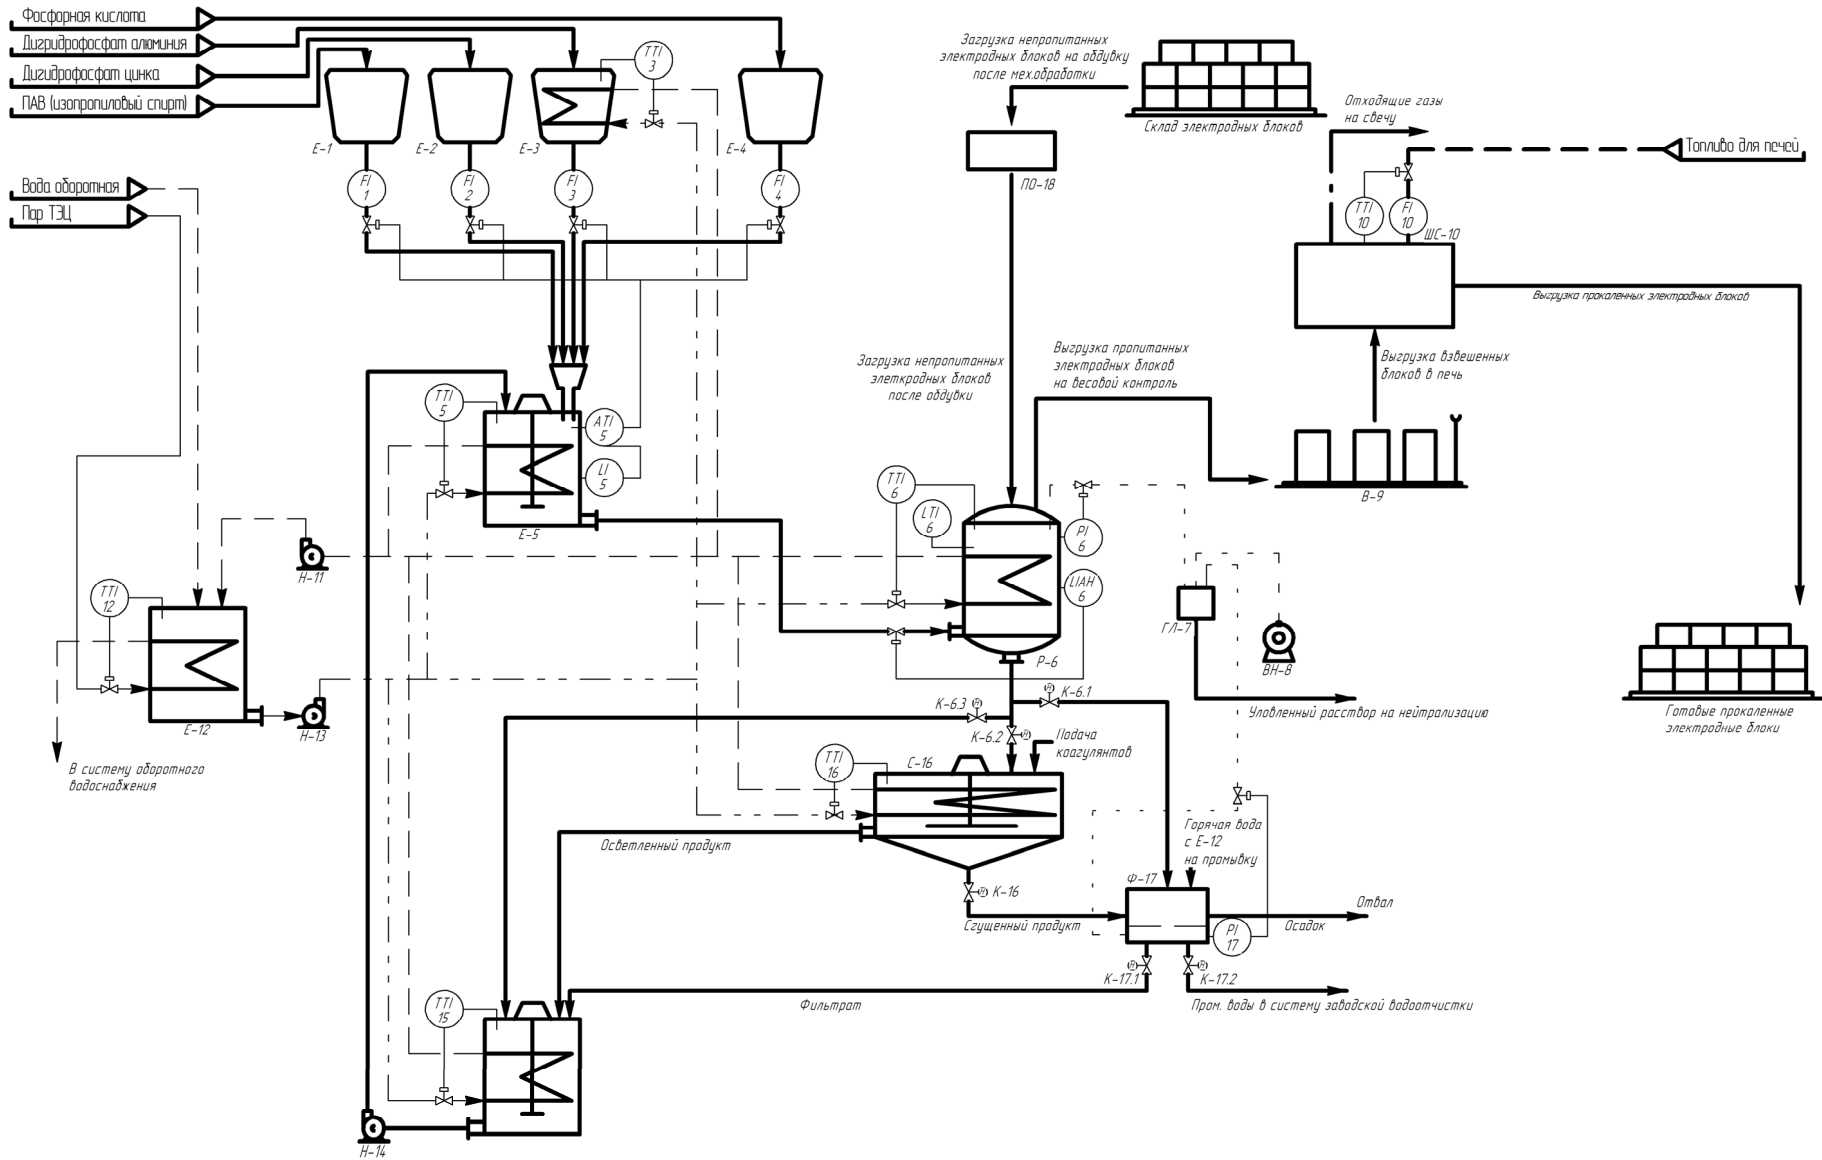 Фосфорная кислота
Дигридрофосфат алюминия
Дигидрофосфат цинка
ПАВ (изопропиловый спирт)
Вода оборотная
Пар ТЭЦ
Е-1
Е-2
Е-3
Е-4
TTI
3
FI
1
FI
2
FI
3
FI
4
Загрузка непропитанных
электродных блоков на обдувку
после мех.обработки
Склад электродных блоков
ПО-18
Отходящие газы
на свечу
Топливо для печей
TTI
10
FI
10
ШС-10
Выгрузка прокаленных электродных блоков
Выгрузка взвешенных
блоков в печь
В-9
Загрузка непропитанных
элеткродных блоков
после обдувки
Выгрузка пропитанных
электродных блоков
на весовой контроль
TTI
5
ATI
5
LI
5
Е-5
TTI
6
LTI
6
PI
6
LIAH
6
Р-6
ГЛ-7
ВН-8
Уловленный расствор на нейтрализацию
Готовые прокаленные
электродные блоки
Н-11
TTI
12
Е-12
Н-13
В систему оборотного
водоснабжения
К-6.3
Н
К-6.1
Н
К-6.2
Н
Подача
коагулянтов
TTI
16
С-16
Осветленный продукт
К-16
Н
Сгущенный продукт
Горячая вода
с Е-12
на промывку
Ф-17
Отвал
Осадок
PI
17
К-17.1
Н
К-17.2
Н
Фильтрат
Пром. воды в систему заводской водоотчистки
TTI
15
Н-14